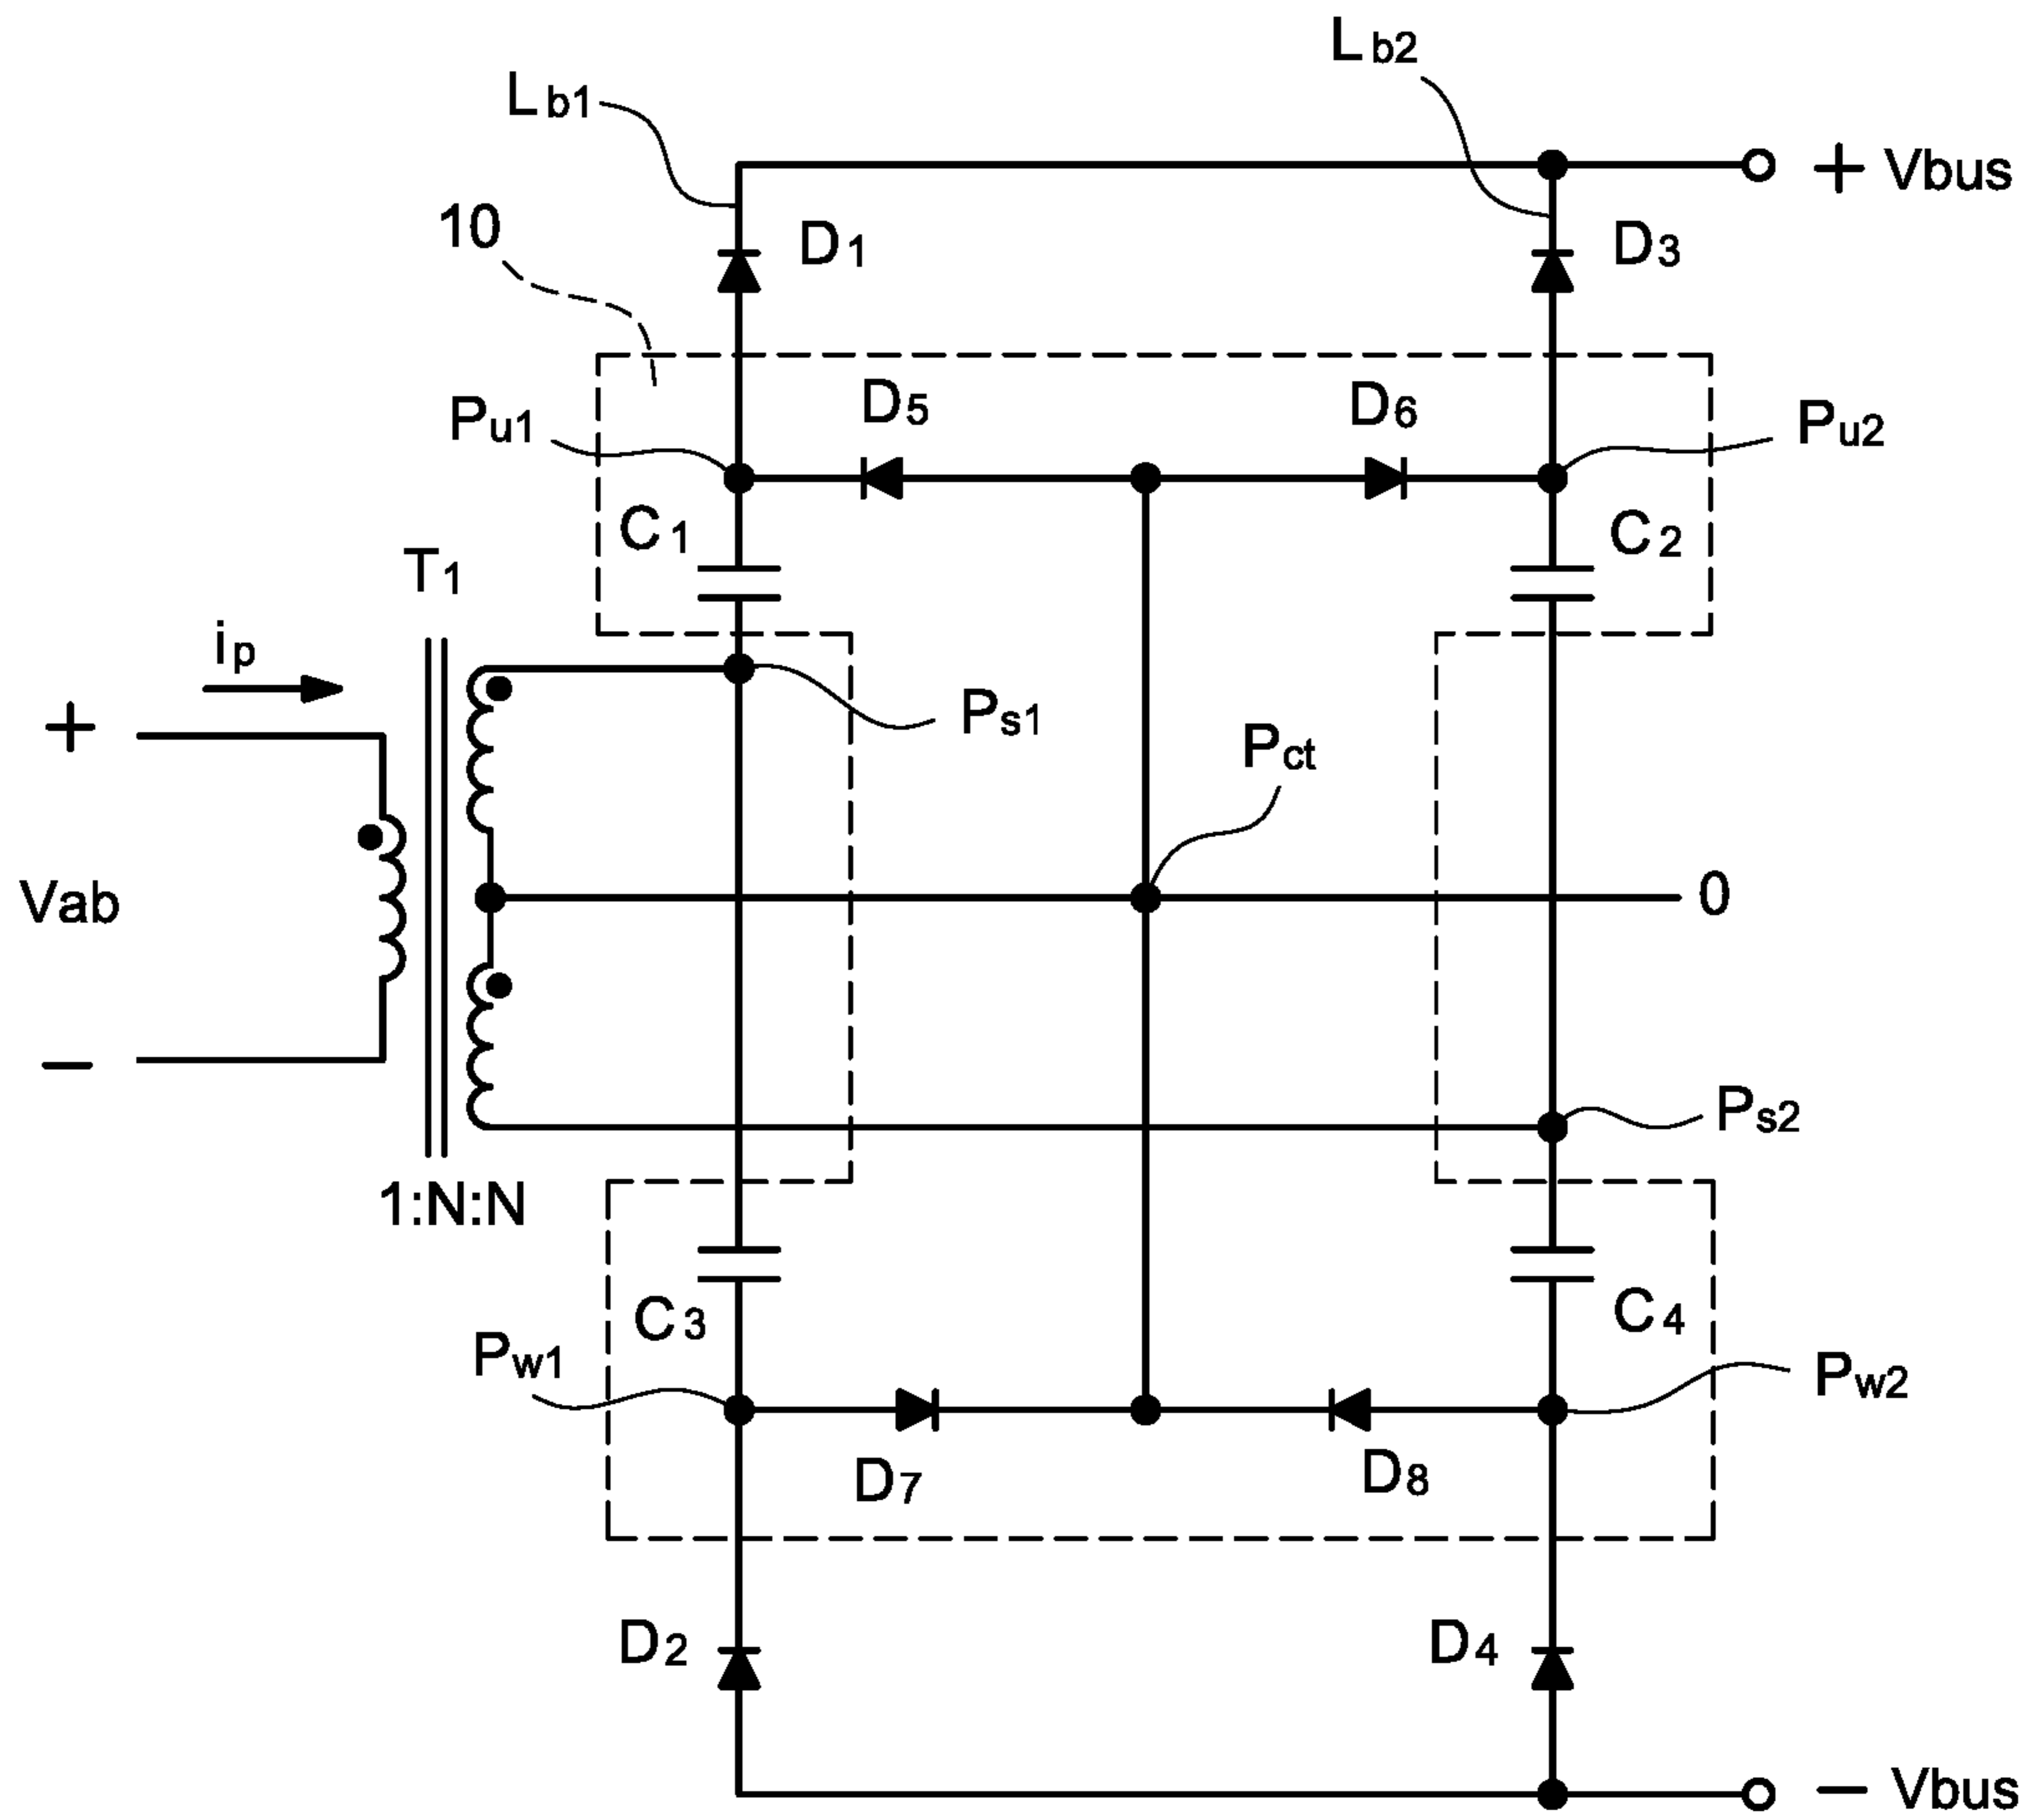 Lb1
Lb2
+ Vbus
10
D1
D3
Pu1
D5
D6
Pu2
C1
C2
T1
ip
+
Ps1
Pct
Vab
0
−
Ps2
1:N:N
C3
C4
Pw1
Pw2
D7
D8
D2
D4
− Vbus